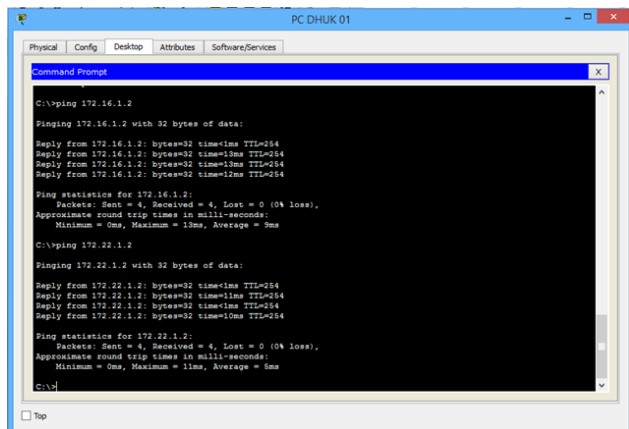 PC DHUK 01
Physical Config Desktop Attributes Software/Services
Command Prompt X
C:\>ping 172.16.1.2
Pinging 172.16.1.2 with 32 bytes of data:
Reply from 172.16.1.2: bytes=32 time<1ms TTL=254
Reply from 172.16.1.2: bytes=32 time=13ms TTL=254
Reply from 172.16.1.2: bytes=32 time=13ms TTL=254
Reply from 172.16.1.2: bytes=32 time=12ms TTL=254
Ping statistics for 172.16.1.2:
Packets: Sent = 4, Received = 4, Lost = 0 (0% loss),
Approximate round trip times in milli-seconds:
Minimum = 0ms, Maximum = 13ms, Average = 9ms
C:\>ping 172.22.1.2
Pinging 172.22.1.2 with 32 bytes of data:
Reply from 172.22.1.2: bytes=32 time<1ms TTL=254
Reply from 172.22.1.2: bytes=32 time=11ms TTL=254
Reply from 172.22.1.2: bytes=32 time<1ms TTL=254
Reply from 172.22.1.2: bytes=32 time=10ms TTL=254
Ping statistics for 172.22.1.2:
Packets: Sent = 4, Received = 4, Lost = 0 (0% loss),
Approximate round trip times in milli-seconds:
Minimum = 0ms, Maximum = 11ms, Average = 5ms
C:\>
Top